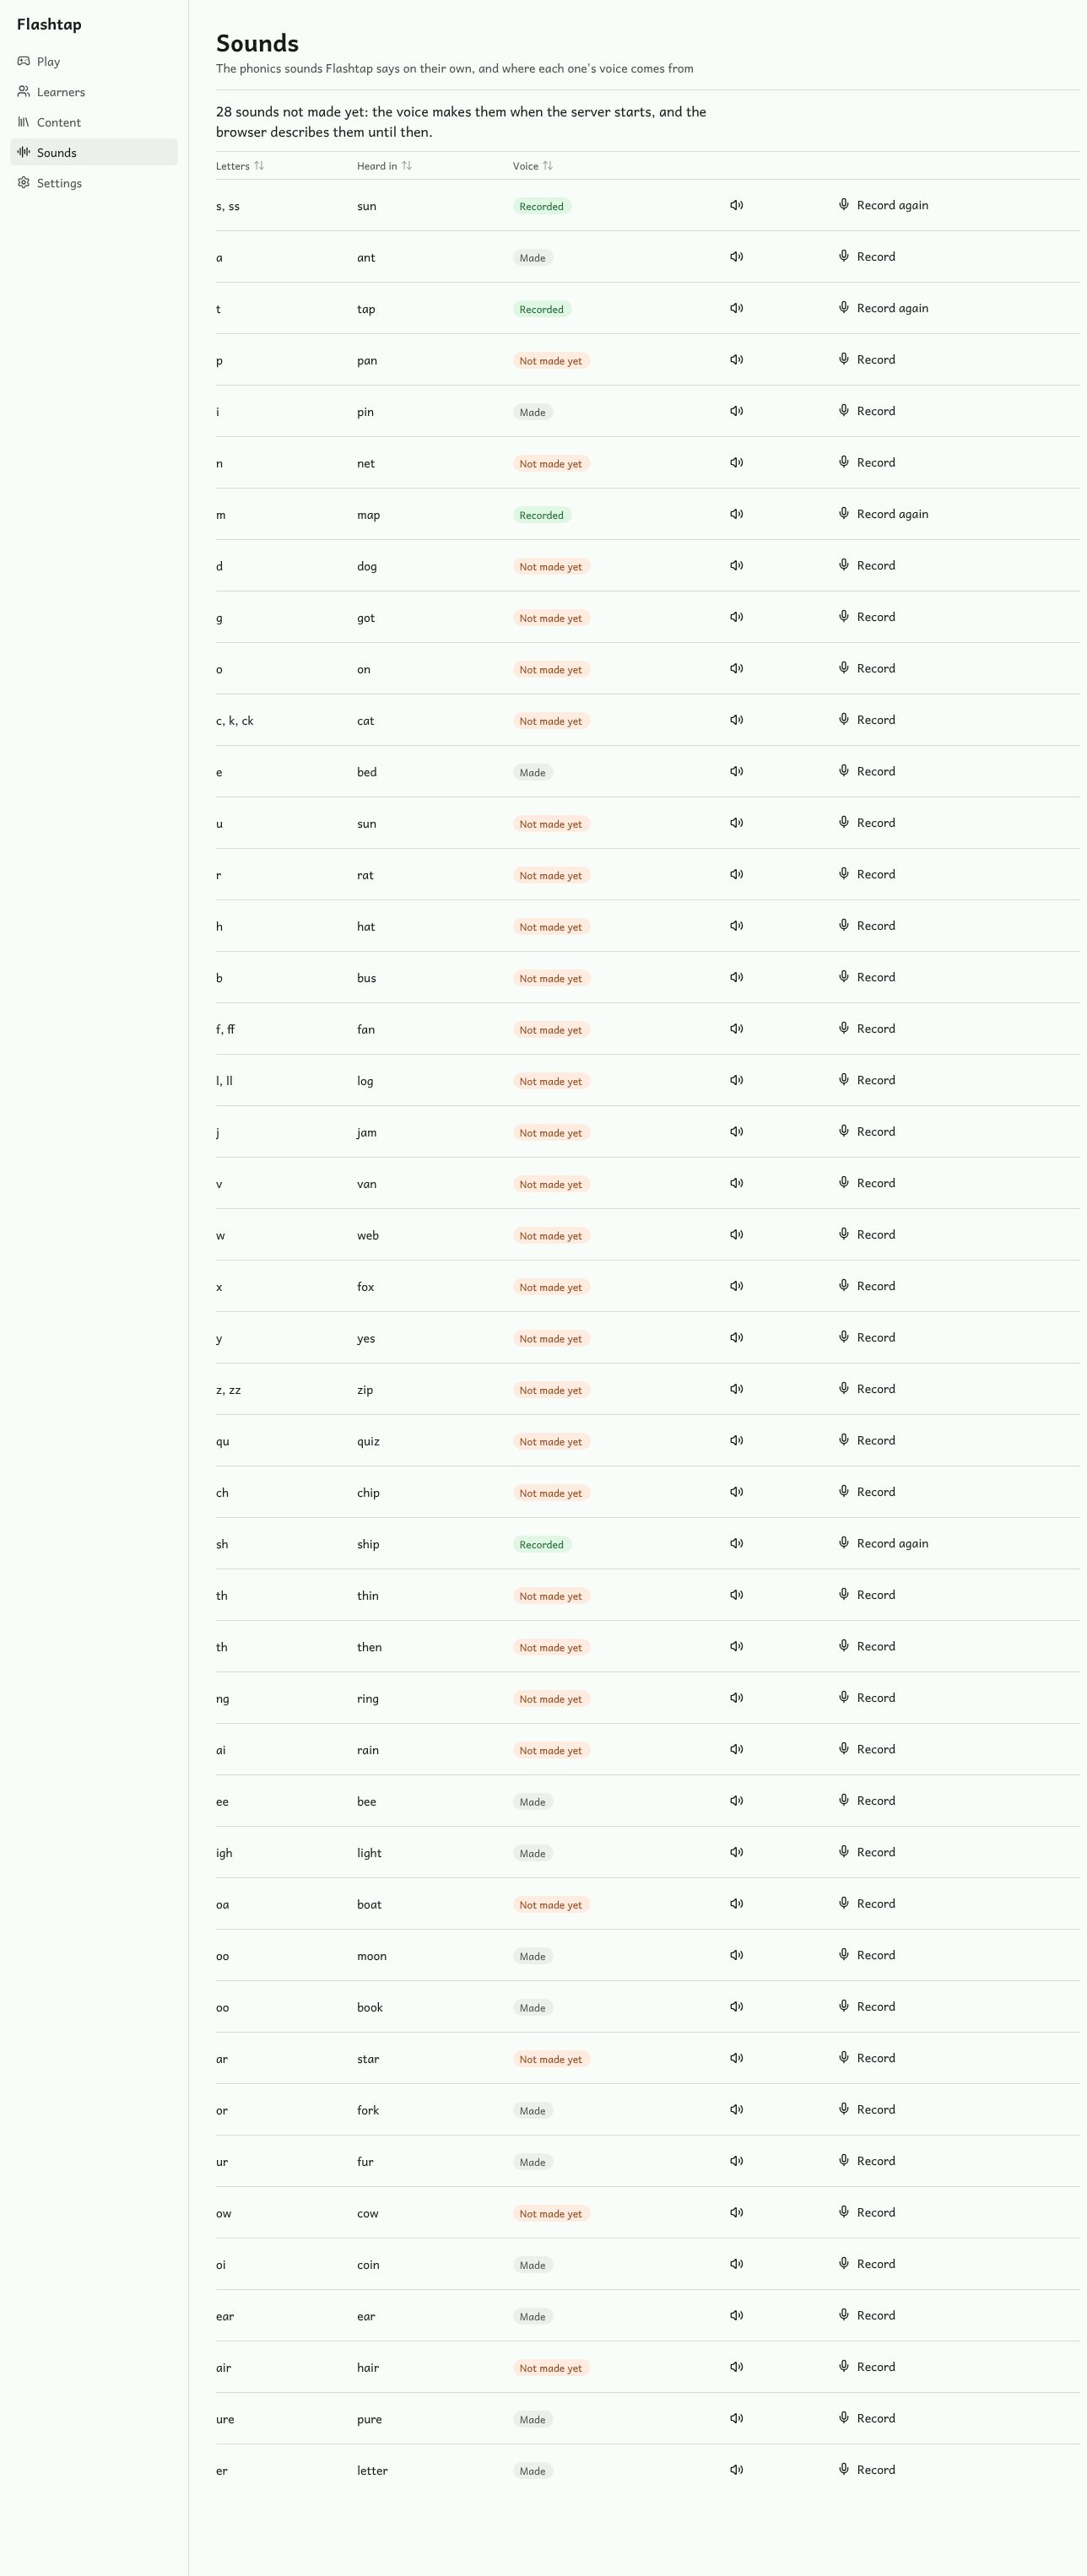 Flashtap
Play
Learners
Content
Sounds
Settings
Sounds
The phonics sounds Flashtap says on their own, and where each one's voice comes from
28 sounds not made yet: the voice makes them when the server starts, and the
browser describes them until then.
Letters Heard in Voice
s, ss sun Recorded Record again
a ant Made Record
t tap Recorded Record again
p pan Not made yet Record
i pin Made Record
n net Not made yet Record
m map Recorded Record again
d dog Not made yet Record
g got Not made yet Record
o on Not made yet Record
c, k, ck cat Not made yet Record
e bed Made Record
u sun Not made yet Record
r rat Not made yet Record
h hat Not made yet Record
b bus Not made yet Record
f, ff fan Not made yet Record
l, ll log Not made yet Record
j jam Not made yet Record
v van Not made yet Record
w web Not made yet Record
x fox Not made yet Record
y yes Not made yet Record
z, zz zip Not made yet Record
qu quiz Not made yet Record
ch chip Not made yet Record
sh ship Recorded Record again
th thin Not made yet Record
th then Not made yet Record
ng ring Not made yet Record
ai rain Not made yet Record
ee bee Made Record
igh light Made Record
oa boat Not made yet Record
oo moon Made Record
oo book Made Record
ar star Not made yet Record
or fork Made Record
ur fur Made Record
ow cow Not made yet Record
oi coin Made Record
ear ear Made Record
air hair Not made yet Record
ure pure Made Record
er letter Made Record